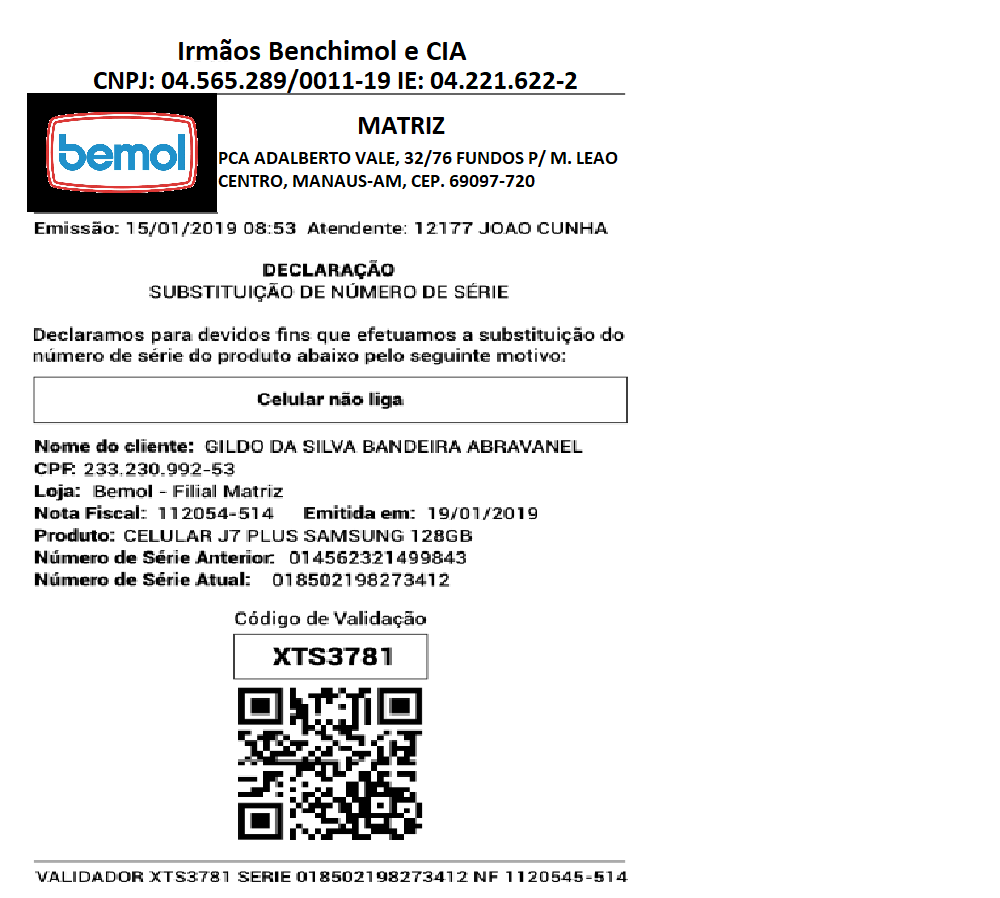 Irmãos Benchimol e CIA
CNPJ: 04.565.289/0011-19 IE: 04.221.622-2
bemol
MATRIZ
PCA ADALBERTO VALE, 32/76 FUNDOS P/ M. LEAO
CENTRO, MANAUS-AM, CEP. 69097-720
Emissão: 15/01/2019 08:53 Atendente: 12177 JOAO CUNHA
DECLARAÇÃO
SUBSTITUIÇÃO DE NÚMERO DE SÉRIE
Declaramos para devidos fins que efetuamos a substituição do
número de série do produto abaixo pelo seguinte motivo:
Celular não liga
Nome do cliente: GILDO DA SILVA BANDEIRA ABRAVANEL
CPF: 233.230.992-53
Loja: Bemol - Filial Matriz
Nota Fiscal: 112054-514 Emitida em: 19/01/2019
Produto: CELULAR J7 PLUS SAMSUNG 128GB
Número de Série Anterior: 014562321499843
Número de Série Atual: 018502198273412
Código de Validação
XTS3781
VALIDADOR XTS3781 SERIE 018502198273412 NF 1120545-514